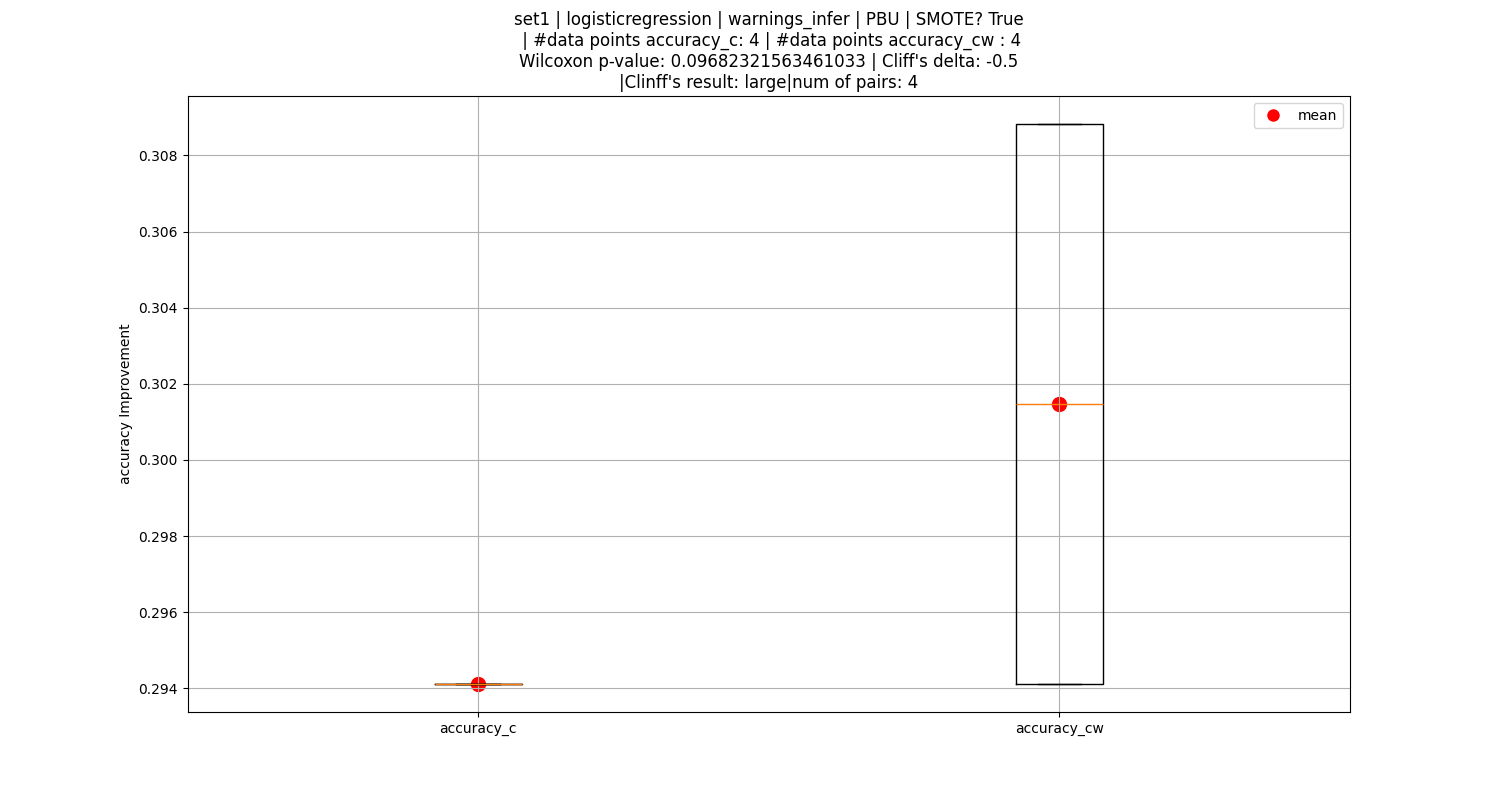 set1 | logisticregression | warnings_infer | PBU | SMOTE? True
| #data points accuracy_c: 4 | #data points accuracy_cw : 4
Wilcoxon p-value: 0.09682321563461033 | Cliff's delta: -0.5
|Clinff's result: large|num of pairs: 4
mean
0.308
0.306
0.304
0.302
0.300
0.298
0.296
0.294
accuracy Improvement
accuracy_c
accuracy_cw